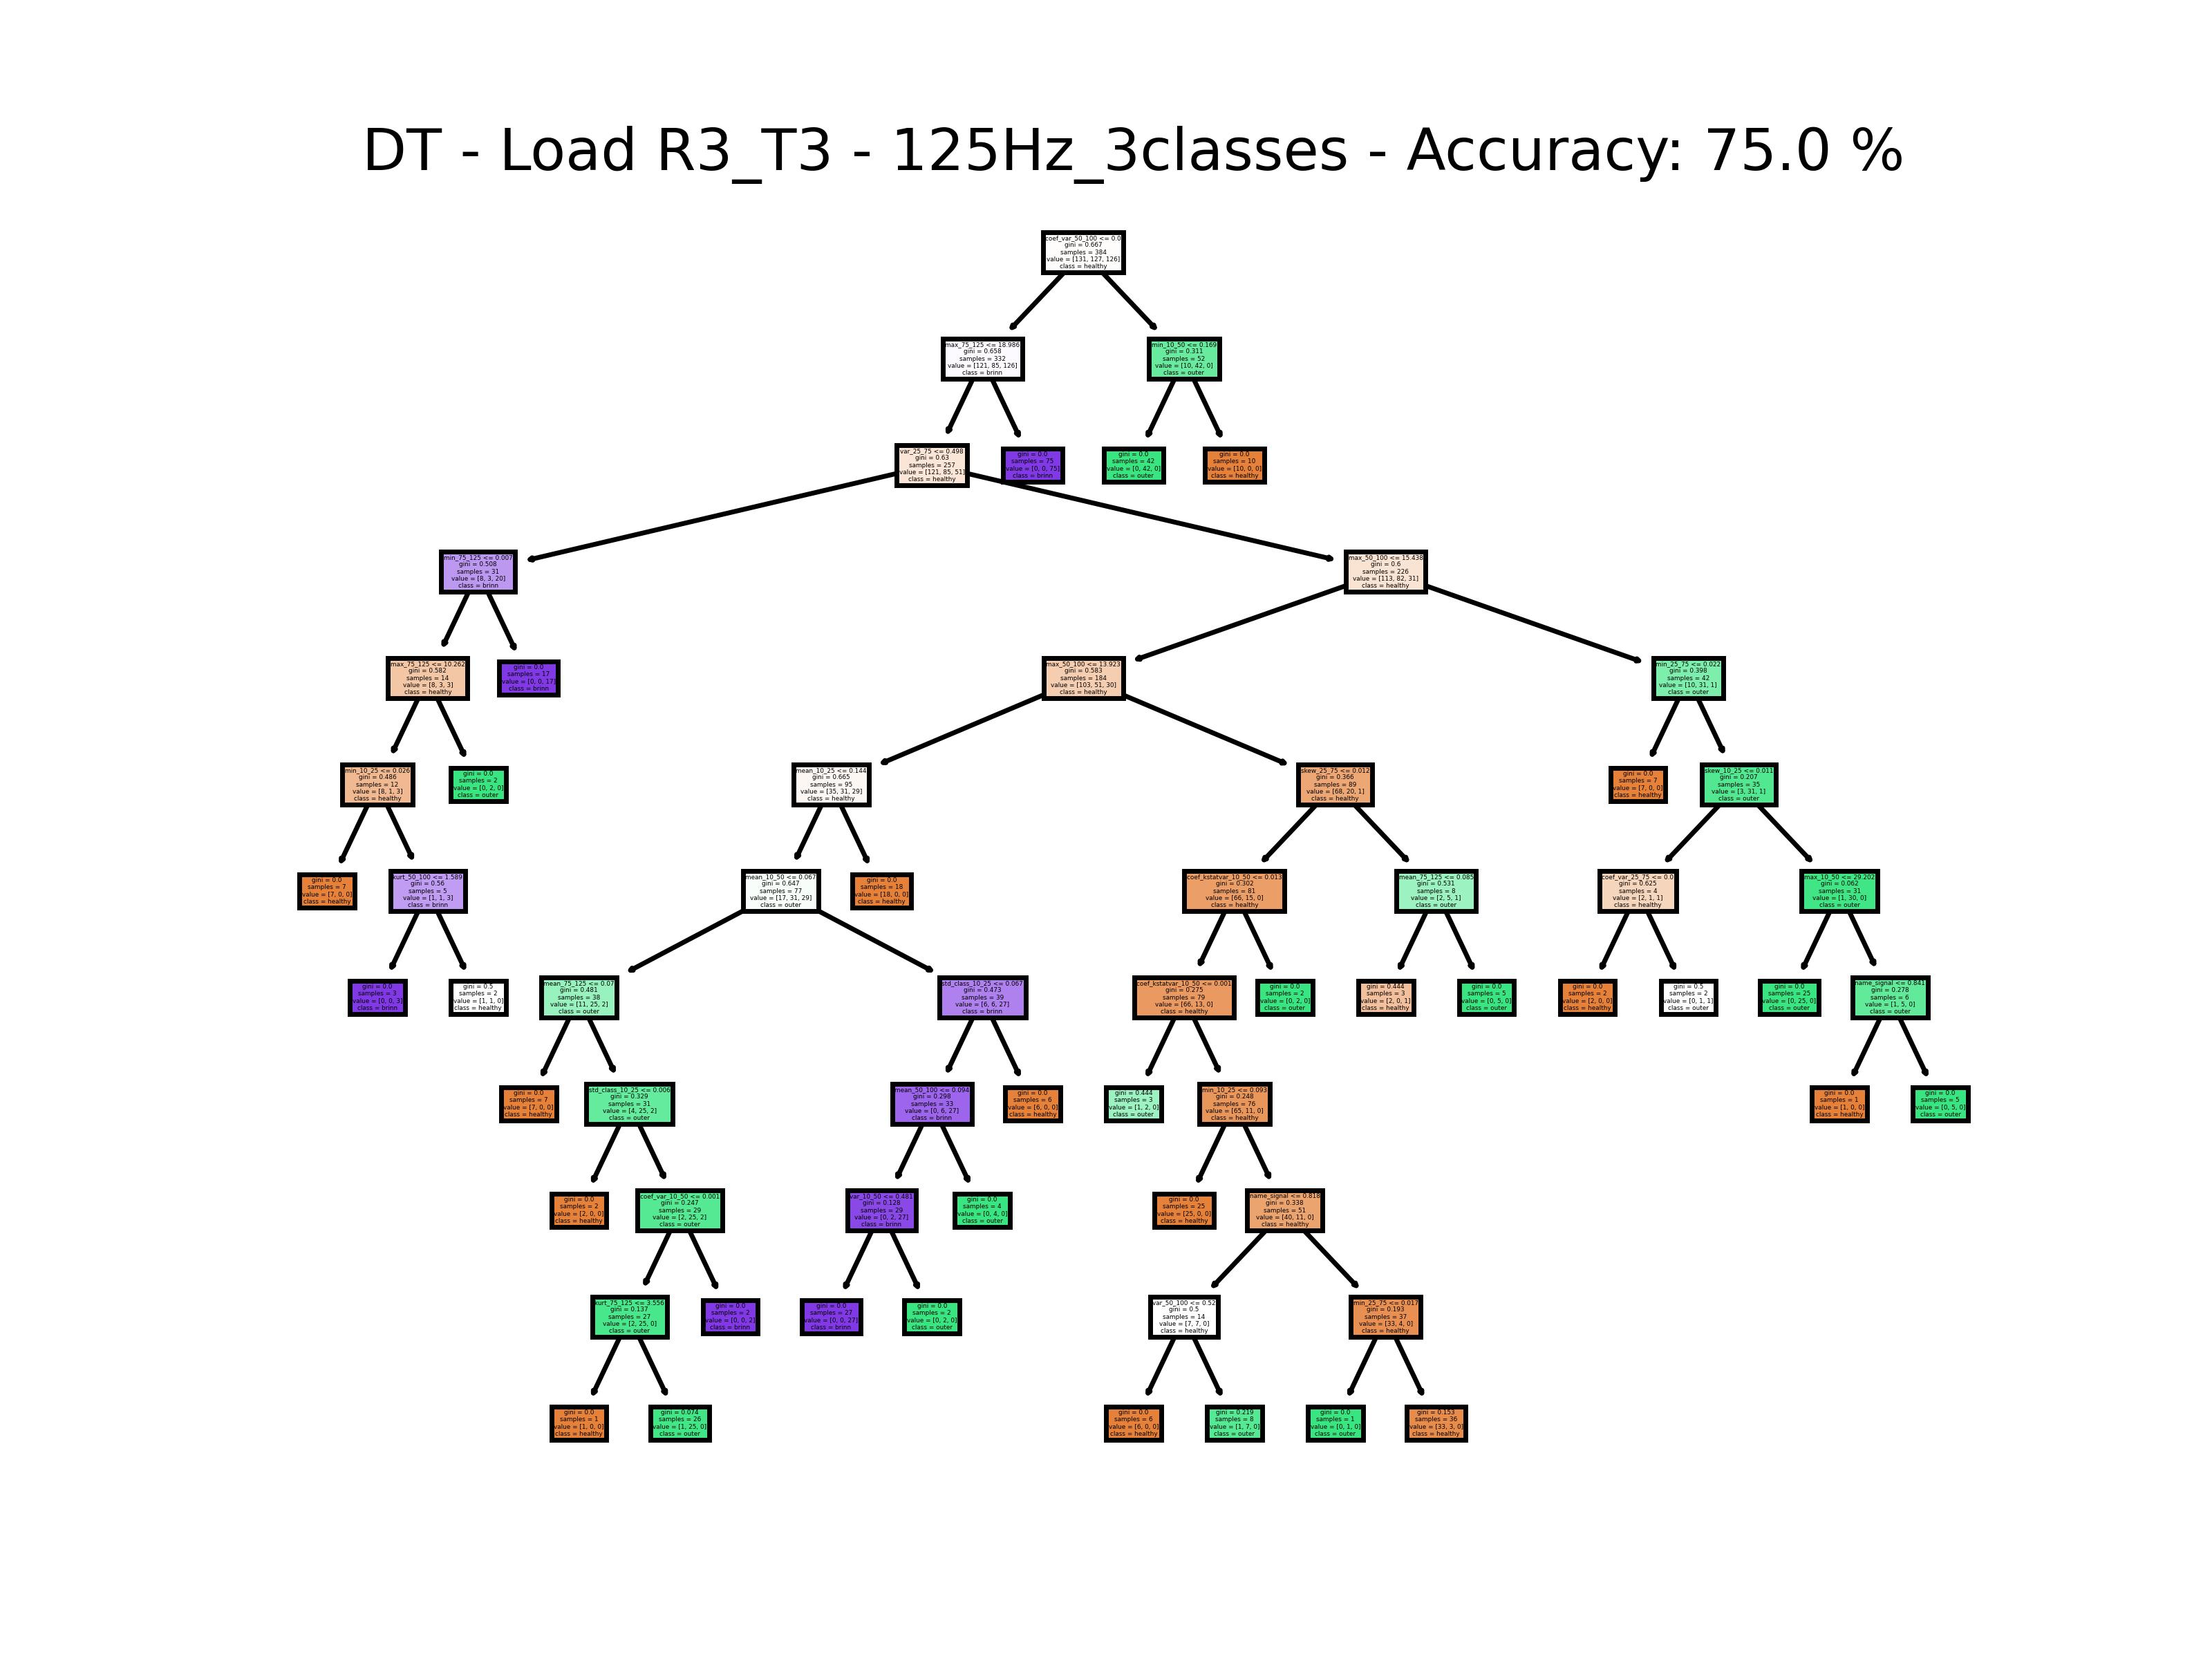 DT - Load R3_T3 - 125Hz_3classes - Accuracy: 75.0 %
coef_var_50_100 <= 0.0
gini = 0.667
samples = 384
value = [131, 127, 126]
class = healthy
max_75_125 <= 18.986
gini = 0.658
samples = 332
value = [121, 85, 126]
class = brinn
min_10_50 <= 0.169
gini = 0.311
samples = 52
value = [10, 42, 0]
class = outer
var_25_75 <= 0.498
gini = 0.63
samples = 257
value = [121, 85, 51]
class = healthy
gini = 0.0
samples = 75
value = [0, 0, 75]
class = brinn
gini = 0.0
samples = 42
value = [0, 42, 0]
class = outer
gini = 0.0
samples = 10
value = [10, 0, 0]
class = healthy
min_75_125 <= 0.007
gini = 0.508
samples = 31
value = [8, 3, 20]
class = brinn
max_50_100 <= 15.438
gini = 0.6
samples = 226
value = [113, 82, 31]
class = healthy
max_75_125 <= 10.262
gini = 0.582
samples = 14
value = [8, 3, 3]
class = healthy
gini = 0.0
samples = 17
value = [0, 0, 17]
class = brinn
max_50_100 <= 13.923
gini = 0.583
samples = 184
value = [103, 51, 30]
class = healthy
min_25_75 <= 0.022
gini = 0.398
samples = 42
value = [10, 31, 1]
class = outer
min_10_25 <= 0.026
gini = 0.486
samples = 12
value = [8, 1, 3]
class = healthy
gini = 0.0
samples = 2
value = [0, 2, 0]
class = outer
mean_10_25 <= 0.144
gini = 0.665
samples = 95
value = [35, 31, 29]
class = healthy
skew_25_75 <= 0.012
gini = 0.366
samples = 89
value = [68, 20, 1]
class = healthy
gini = 0.0
samples = 7
value = [7, 0, 0]
class = healthy
skew_10_25 <= 0.011
gini = 0.207
samples = 35
value = [3, 31, 1]
class = outer
gini = 0.0
samples = 7
value = [7, 0, 0]
class = healthy
kurt_50_100 <= 1.589
gini = 0.56
samples = 5
value = [1, 1, 3]
class = brinn
mean_10_50 <= 0.067
gini = 0.647
samples = 77
value = [17, 31, 29]
class = outer
gini = 0.0
samples = 18
value = [18, 0, 0]
class = healthy
coef_kstatvar_10_50 <= 0.013
gini = 0.302
samples = 81
value = [66, 15, 0]
class = healthy
mean_75_125 <= 0.085
gini = 0.531
samples = 8
value = [2, 5, 1]
class = outer
coef_var_25_75 <= 0.0
gini = 0.625
samples = 4
value = [2, 1, 1]
class = healthy
max_10_50 <= 29.202
gini = 0.062
samples = 31
value = [1, 30, 0]
class = outer
gini = 0.0
samples = 3
value = [0, 0, 3]
class = brinn
gini = 0.5
samples = 2
value = [1, 1, 0]
class = healthy
mean_75_125 <= 0.07
gini = 0.481
samples = 38
value = [11, 25, 2]
class = outer
std_class_10_25 <= 0.067
gini = 0.473
samples = 39
value = [6, 6, 27]
class = brinn
coef_kstatvar_10_50 <= 0.001
gini = 0.275
samples = 79
value = [66, 13, 0]
class = healthy
gini = 0.0
samples = 2
value = [0, 2, 0]
class = outer
gini = 0.444
samples = 3
value = [2, 0, 1]
class = healthy
gini = 0.0
samples = 5
value = [0, 5, 0]
class = outer
gini = 0.0
samples = 2
value = [2, 0, 0]
class = healthy
gini = 0.5
samples = 2
value = [0, 1, 1]
class = outer
gini = 0.0
samples = 25
value = [0, 25, 0]
class = outer
name_signal <= 0.841
gini = 0.278
samples = 6
value = [1, 5, 0]
class = outer
gini = 0.0
samples = 7
value = [7, 0, 0]
class = healthy
std_class_10_25 <= 0.006
gini = 0.329
samples = 31
value = [4, 25, 2]
class = outer
mean_50_100 <= 0.094
gini = 0.298
samples = 33
value = [0, 6, 27]
class = brinn
gini = 0.0
samples = 6
value = [6, 0, 0]
class = healthy
gini = 0.444
samples = 3
value = [1, 2, 0]
class = outer
min_10_25 <= 0.093
gini = 0.248
samples = 76
value = [65, 11, 0]
class = healthy
gini = 0.0
samples = 1
value = [1, 0, 0]
class = healthy
gini = 0.0
samples = 5
value = [0, 5, 0]
class = outer
gini = 0.0
samples = 2
value = [2, 0, 0]
class = healthy
coef_var_10_50 <= 0.001
gini = 0.247
samples = 29
value = [2, 25, 2]
class = outer
var_10_50 <= 0.481
gini = 0.128
samples = 29
value = [0, 2, 27]
class = brinn
gini = 0.0
samples = 4
value = [0, 4, 0]
class = outer
gini = 0.0
samples = 25
value = [25, 0, 0]
class = healthy
name_signal <= 0.818
gini = 0.338
samples = 51
value = [40, 11, 0]
class = healthy
kurt_75_125 <= 3.556
gini = 0.137
samples = 27
value = [2, 25, 0]
class = outer
gini = 0.0
samples = 2
value = [0, 0, 2]
class = brinn
gini = 0.0
samples = 27
value = [0, 0, 27]
class = brinn
gini = 0.0
samples = 2
value = [0, 2, 0]
class = outer
var_50_100 <= 0.52
gini = 0.5
samples = 14
value = [7, 7, 0]
class = healthy
min_25_75 <= 0.017
gini = 0.193
samples = 37
value = [33, 4, 0]
class = healthy
gini = 0.0
samples = 1
value = [1, 0, 0]
class = healthy
gini = 0.074
samples = 26
value = [1, 25, 0]
class = outer
gini = 0.0
samples = 6
value = [6, 0, 0]
class = healthy
gini = 0.219
samples = 8
value = [1, 7, 0]
class = outer
gini = 0.0
samples = 1
value = [0, 1, 0]
class = outer
gini = 0.153
samples = 36
value = [33, 3, 0]
class = healthy